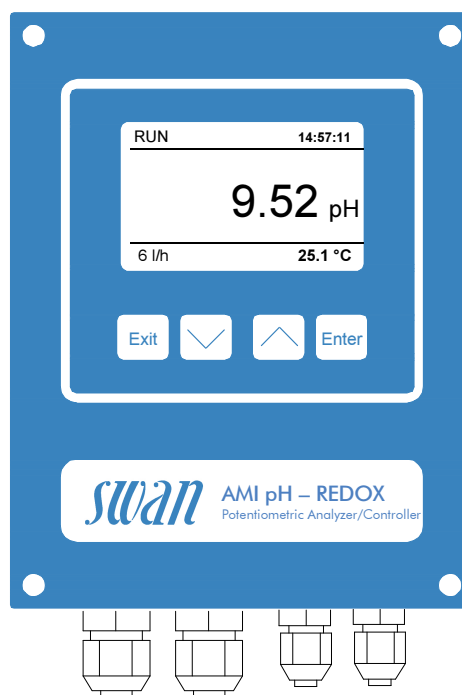 RUN 14:57:11
9.52 pH
6 l/h 25.1 °C
Exit Enter
swan AMI pH – REDOX
Potentiometric Analyzer/Controller